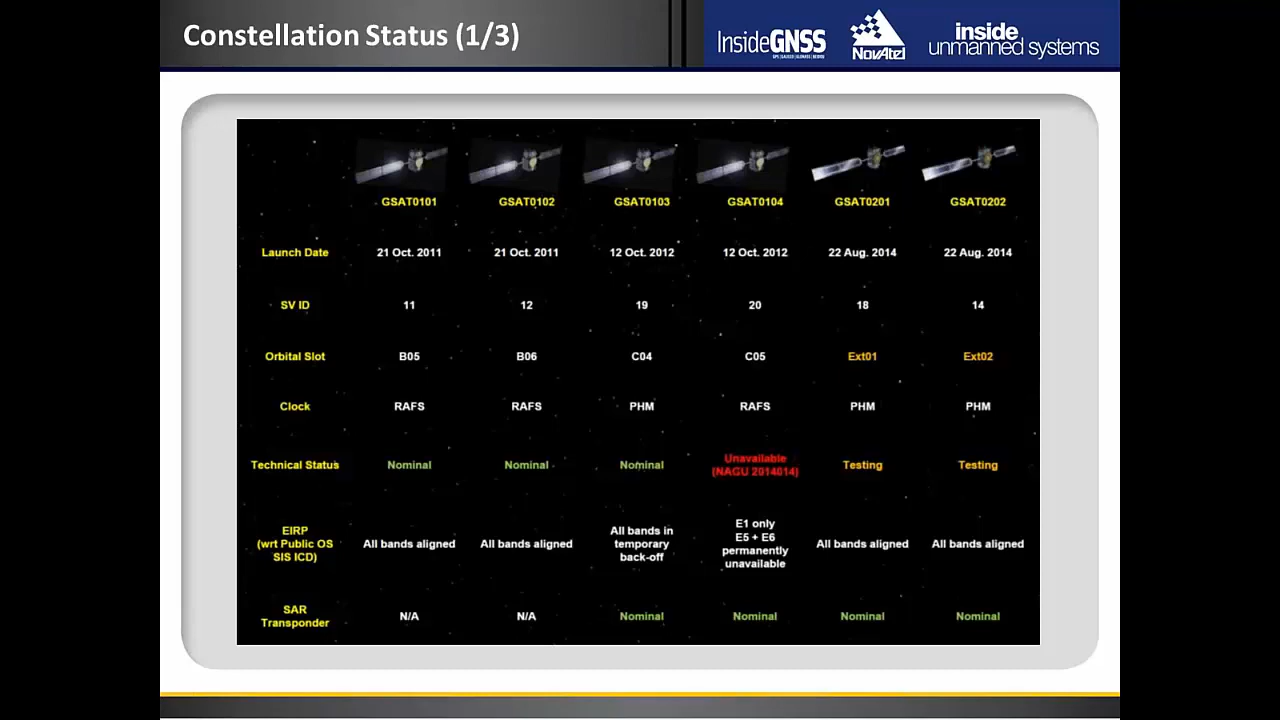 Constellation Status (1/3)
InsideGNSS
GPS | GALILEO | GLONASS | BEIDOU
NovAtel
inside
unmanned systems
GSAT0101 GSAT0102 GSAT0103 GSAT0104 GSAT0201 GSAT0202
Launch Date 21 Oct. 2011 21 Oct. 2011 12 Oct. 2012 12 Oct. 2012 22 Aug. 2014 22 Aug. 2014
SV ID 11 12 19 20 18 14
Orbital Slot B05 B06 C04 C05 Ext01 Ext02
Clock RAFS RAFS PHM RAFS PHM PHM
Technical Status Nominal Nominal Nominal Unavailable (NAGU 2014014) Testing Testing
EIRP (wrt Public OS SIS ICD) All bands aligned All bands aligned All bands in temporary back-off E1 only E5 + E6 permanently unavailable All bands aligned All bands aligned
SAR Transponder N/A N/A Nominal Nominal Nominal Nominal